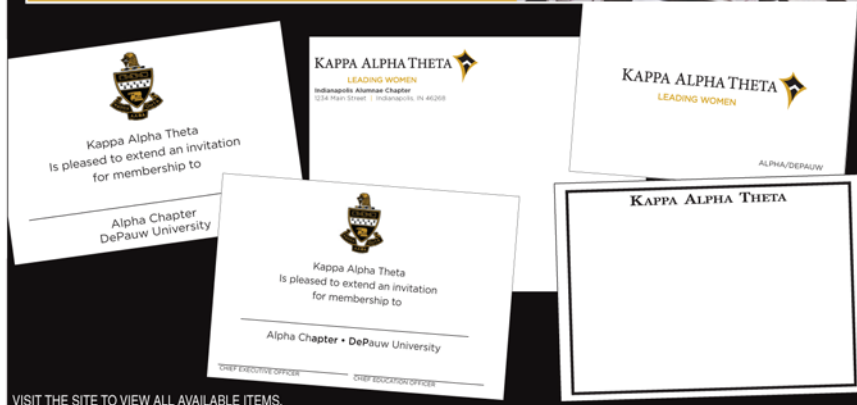 Kappa Alpha Theta
Is pleased to extend an invitation
for membership to
Alpha Chapter
DePauw University
KAPPA ALPHA THETA
LEADING WOMEN
Indianapolis Alumnae Chapter
1234 Main Street | Indianapolis, IN 46268
KAPPA ALPHA THETA
LEADING WOMEN
ALPHA/DEPAUW
Kappa Alpha Theta
Is pleased to extend an invitation
for membership to
Alpha Chapter • DePauw University
CHIEF EXECUTIVE OFFICER
CHIEF EDUCATION OFFICER
KAPPA ALPHA THETA
VISIT THE SITE TO VIEW ALL AVAILABLE ITEMS.